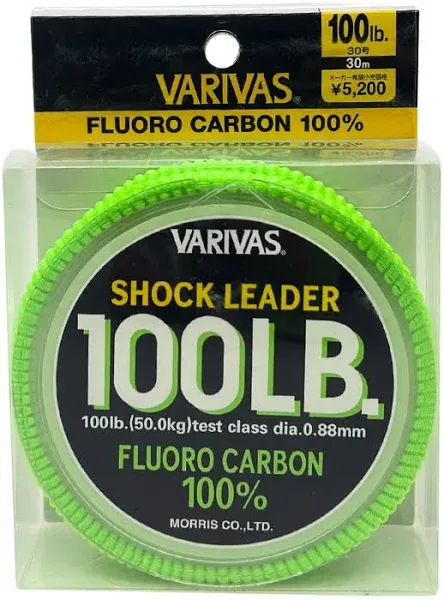 100lb.
30号
30m
メーカー希望小売価格
¥5,200
VARIVAS®
FLUORO CARBON 100%
VARIVAS®
SHOCK LEADER
100LB.
100lb.(50.0kg)test class dia.0.88mm
FLUORO CARBON
100%
MORRIS CO.,LTD.